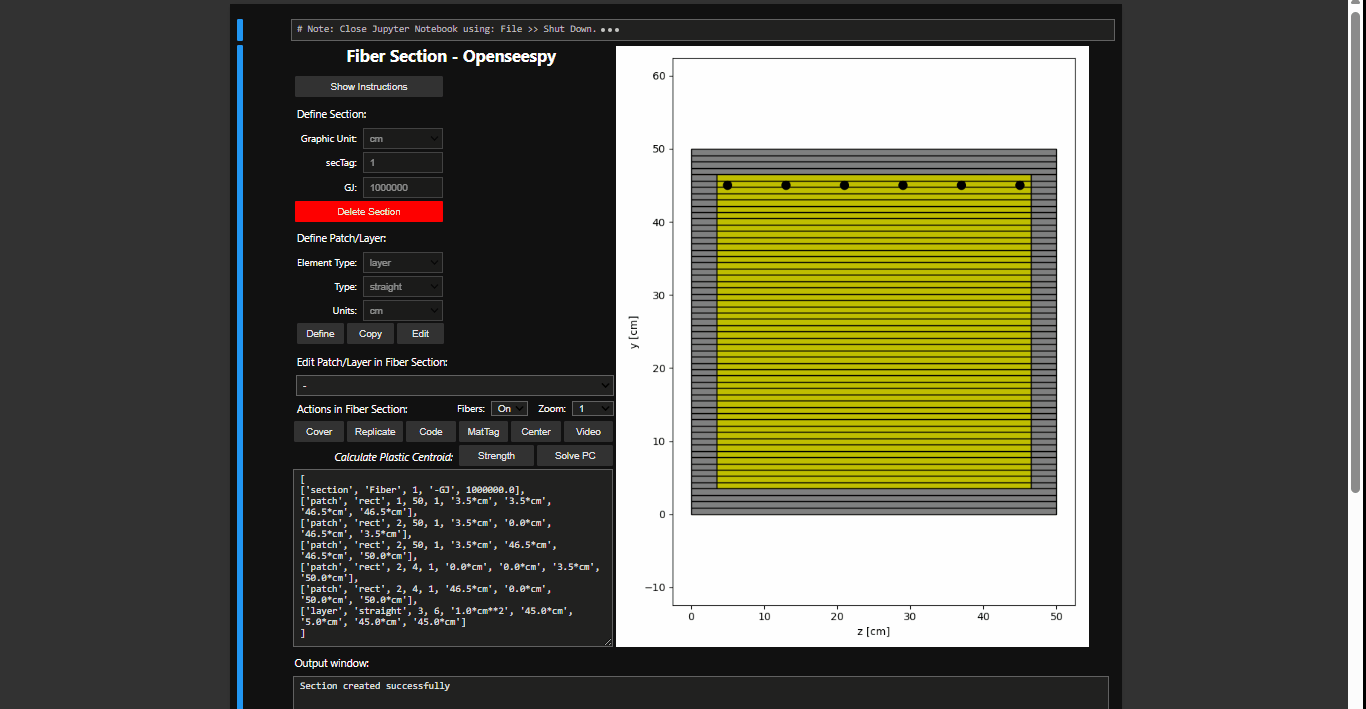 # Note: Close Jupyter Notebook using: File >> Shut Down. •••
Fiber Section - Openseespy
Show Instructions
Define Section:
Graphic Unit: cm
secTag: 1
GJ: 1000000
Delete Section
Define Patch/Layer:
Element Type: layer
Type: straight
Units: cm
Define Copy Edit
Edit Patch/Layer in Fiber Section:
-
Actions in Fiber Section: Fibers: On Zoom: 1
Cover Replicate Code MatTag Center Video
Calculate Plastic Centroid: Strength Solve PC
[
['section', 'Fiber', 1, '-GJ', 1000000.0],
['patch', 'rect', 1, 50, 1, '3.5*cm', '3.5*cm',
'46.5*cm', '46.5*cm'],
['patch', 'rect', 2, 50, 1, '3.5*cm', '0.0*cm',
'46.5*cm', '3.5*cm'],
['patch', 'rect', 2, 50, 1, '3.5*cm', '46.5*cm',
'46.5*cm', '50.0*cm'],
['patch', 'rect', 2, 4, 1, '0.0*cm', '0.0*cm', '3.5*cm',
'50.0*cm'],
['patch', 'rect', 2, 4, 1, '46.5*cm', '0.0*cm',
'50.0*cm', '50.0*cm'],
['layer', 'straight', 3, 6, '1.0*cm**2', '45.0*cm',
'5.0*cm', '45.0*cm', '45.0*cm']
]
60
50
40
30
20
10
0
−10
y [cm]
0 10 20 30 40 50
z [cm]
Output window:
Section created successfully